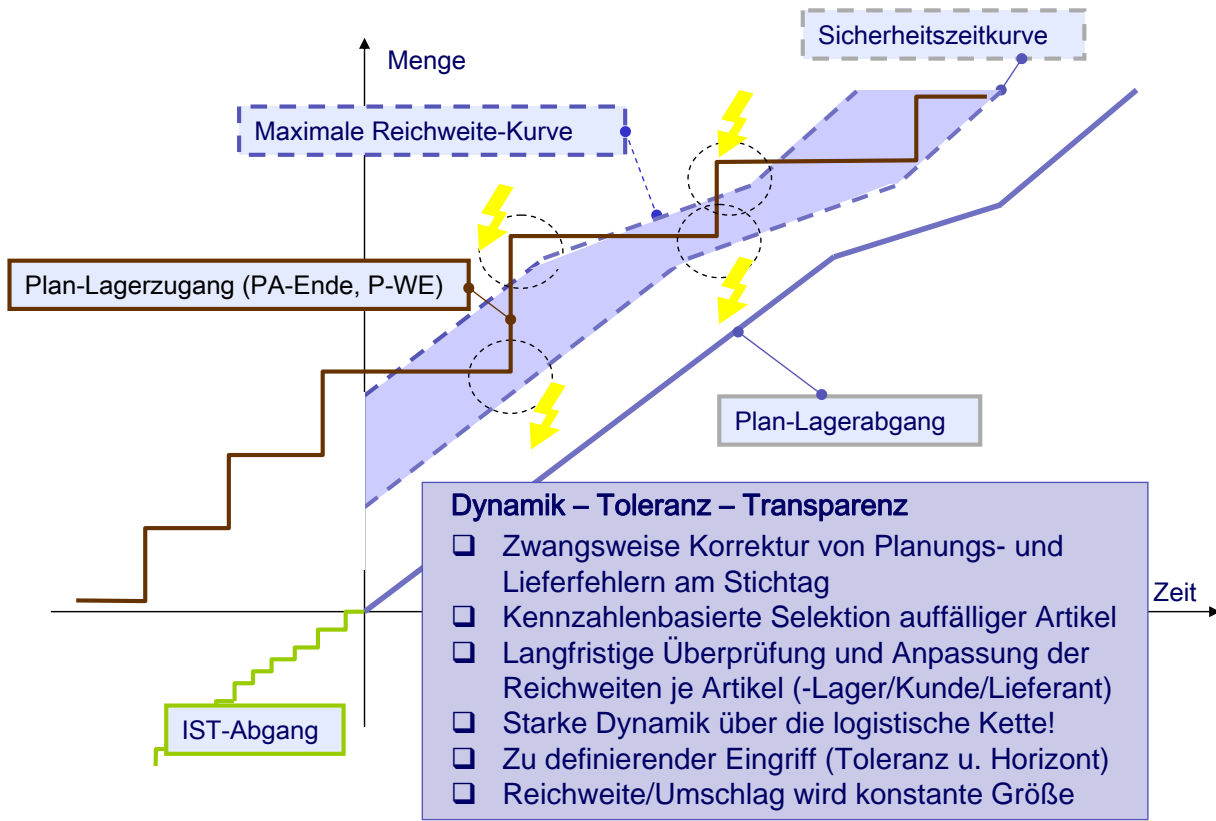 Sicherheitszeitkurve
Menge
Maximale Reichweite-Kurve
Plan-Lagerzugang (PA-Ende, P-WE)
Plan-Lagerabgang
Dynamik – Toleranz – Transparenz
❑ Zwangsweise Korrektur von Planungs- und
Lieferfehlern am Stichtag
❑ Kennzahlenbasierte Selektion auffälliger Artikel
❑ Langfristige Überprüfung und Anpassung der
Reichweiten je Artikel (-Lager/Kunde/Lieferant)
❑ Starke Dynamik über die logistische Kette!
❑ Zu definierender Eingriff (Toleranz u. Horizont)
❑ Reichweite/Umschlag wird konstante Größe
Zeit
IST-Abgang